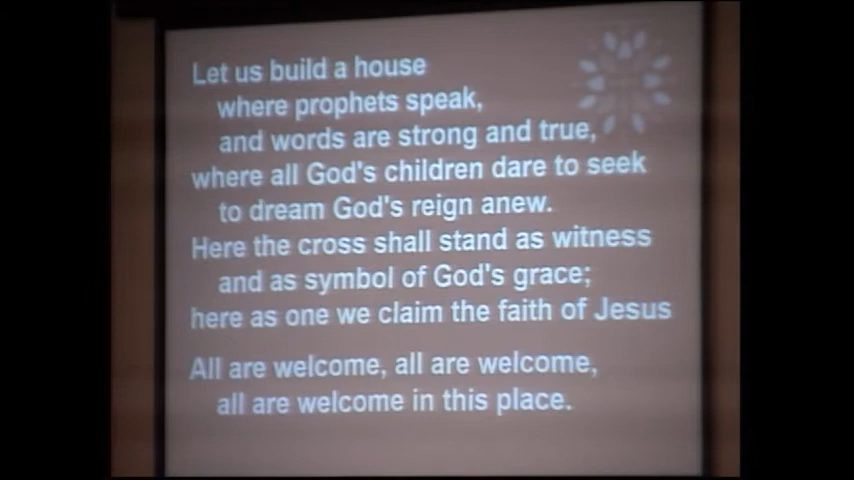 Let us build a house
where prophets speak,
and words are strong and true,
where all God's children dare to seek
to dream God's reign anew.
Here the cross shall stand as witness
and as symbol of God's grace;
here as one we claim the faith of Jesus
All are welcome, all are welcome,
all are welcome in this place.